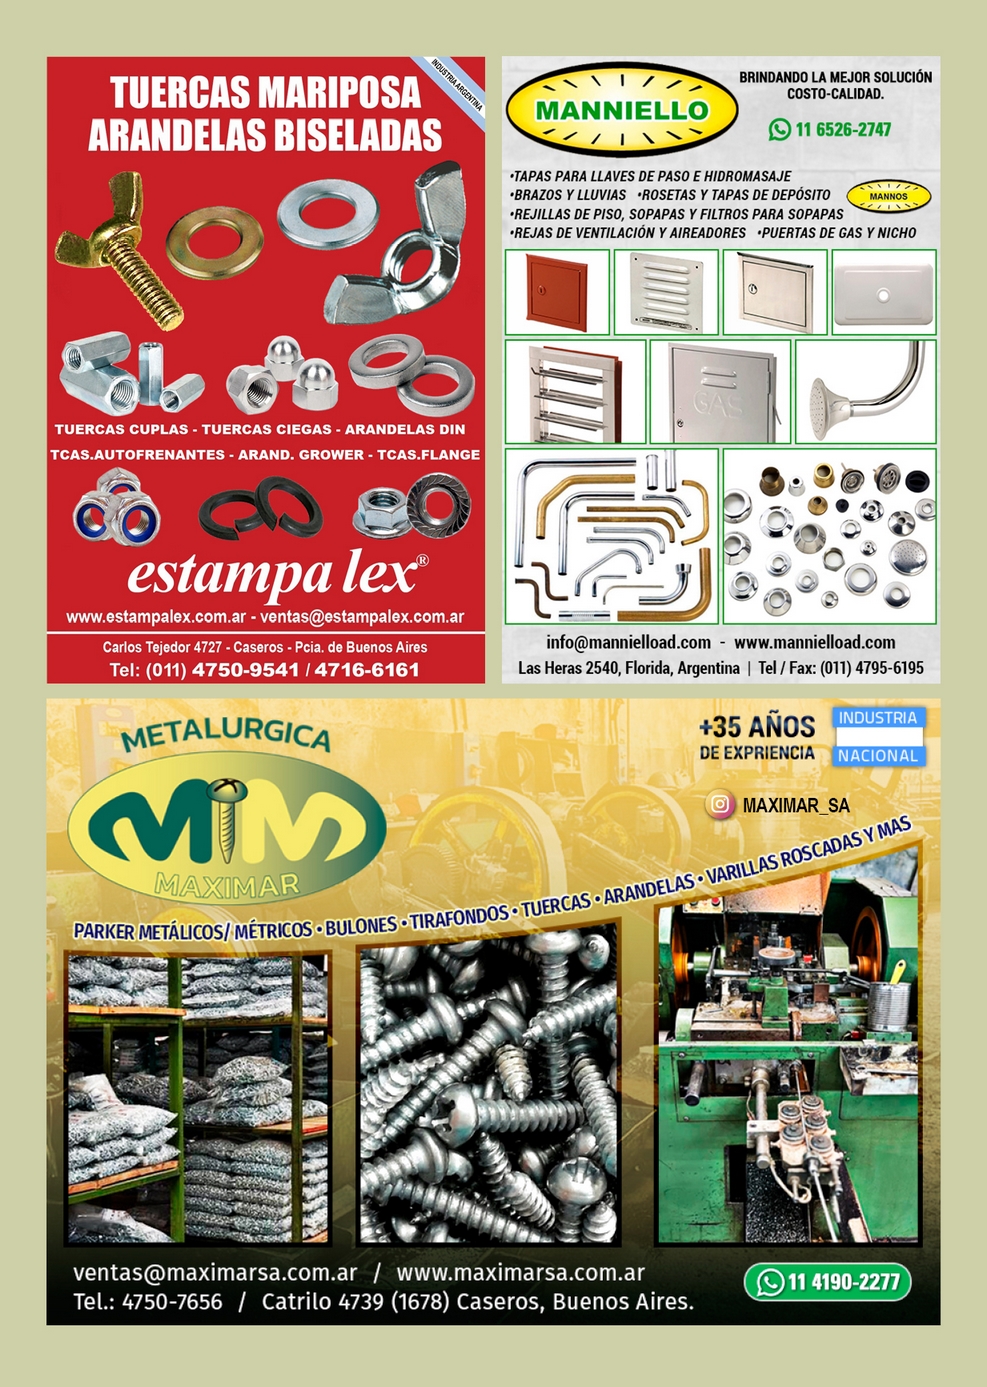 INDUSTRIA ARGENTINA
TUERCAS MARIPOSA
ARANDELAS BISELADAS
TUERCAS CUPLAS - TUERCAS CIEGAS - ARANDELAS DIN
TCAS.AUTOFRENANTES - ARAND. GROWER - TCAS.FLANGE
estampa lex®
www.estampalex.com.ar - ventas@estampalex.com.ar
Carlos Tejedor 4727 - Caseros - Pcia. de Buenos Aires
Tel: (011) 4750-9541 / 4716-6161
MANNIELLO
BRINDANDO LA MEJOR SOLUCIÓN
COSTO-CALIDAD.
11 6526-2747
•TAPAS PARA LLAVES DE PASO E HIDROMASAJE
•BRAZOS Y LLUVIAS •ROSETAS Y TAPAS DE DEPÓSITO
•REJILLAS DE PISO, SOPAPAS Y FILTROS PARA SOPAPAS
•REJAS DE VENTILACIÓN Y AIREADORES •PUERTAS DE GAS Y NICHO
MANNOS
GAS
info@mannielload.com - www.mannielload.com
Las Heras 2540, Florida, Argentina | Tel / Fax: (011) 4795-6195
METALURGICA
MM
MAXIMAR
+35 AÑOS
DE EXPRIENCIA
INDUSTRIA
NACIONAL
MAXIMAR_SA
PARKER METÁLICOS/ MÉTRICOS • BULONES • TIRAFONDOS • TUERCAS • ARANDELAS • VARILLAS ROSCADAS Y MAS
ventas@maximarsa.com.ar / www.maximarsa.com.ar
Tel.: 4750-7656 / Catrilo 4739 (1678) Caseros, Buenos Aires.
11 4190-2277